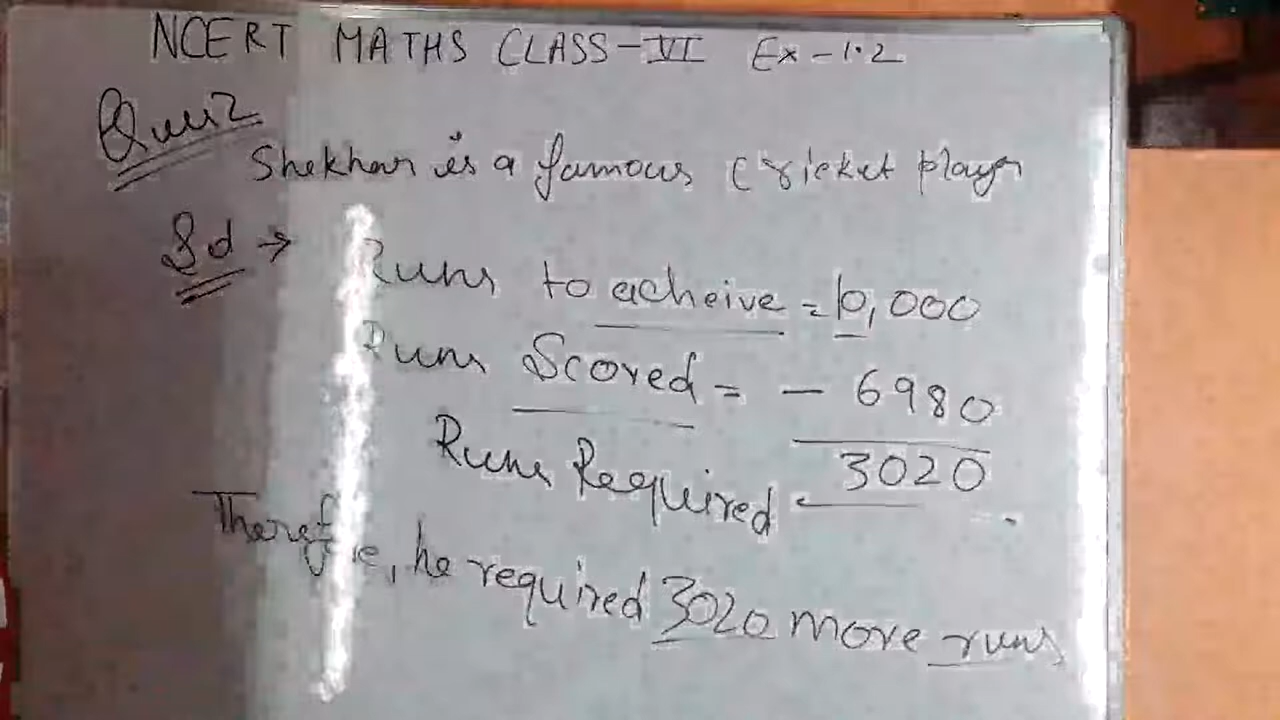 NCERT MATHS CLASS-VI Ex-1.2
Quiz
Shekhar is a famous Cricket player
Sol →
Runs to acheive = 10,000
Runs Scored = - 6980
Runs Required = 3020
Therefore, he required 3020 more runs